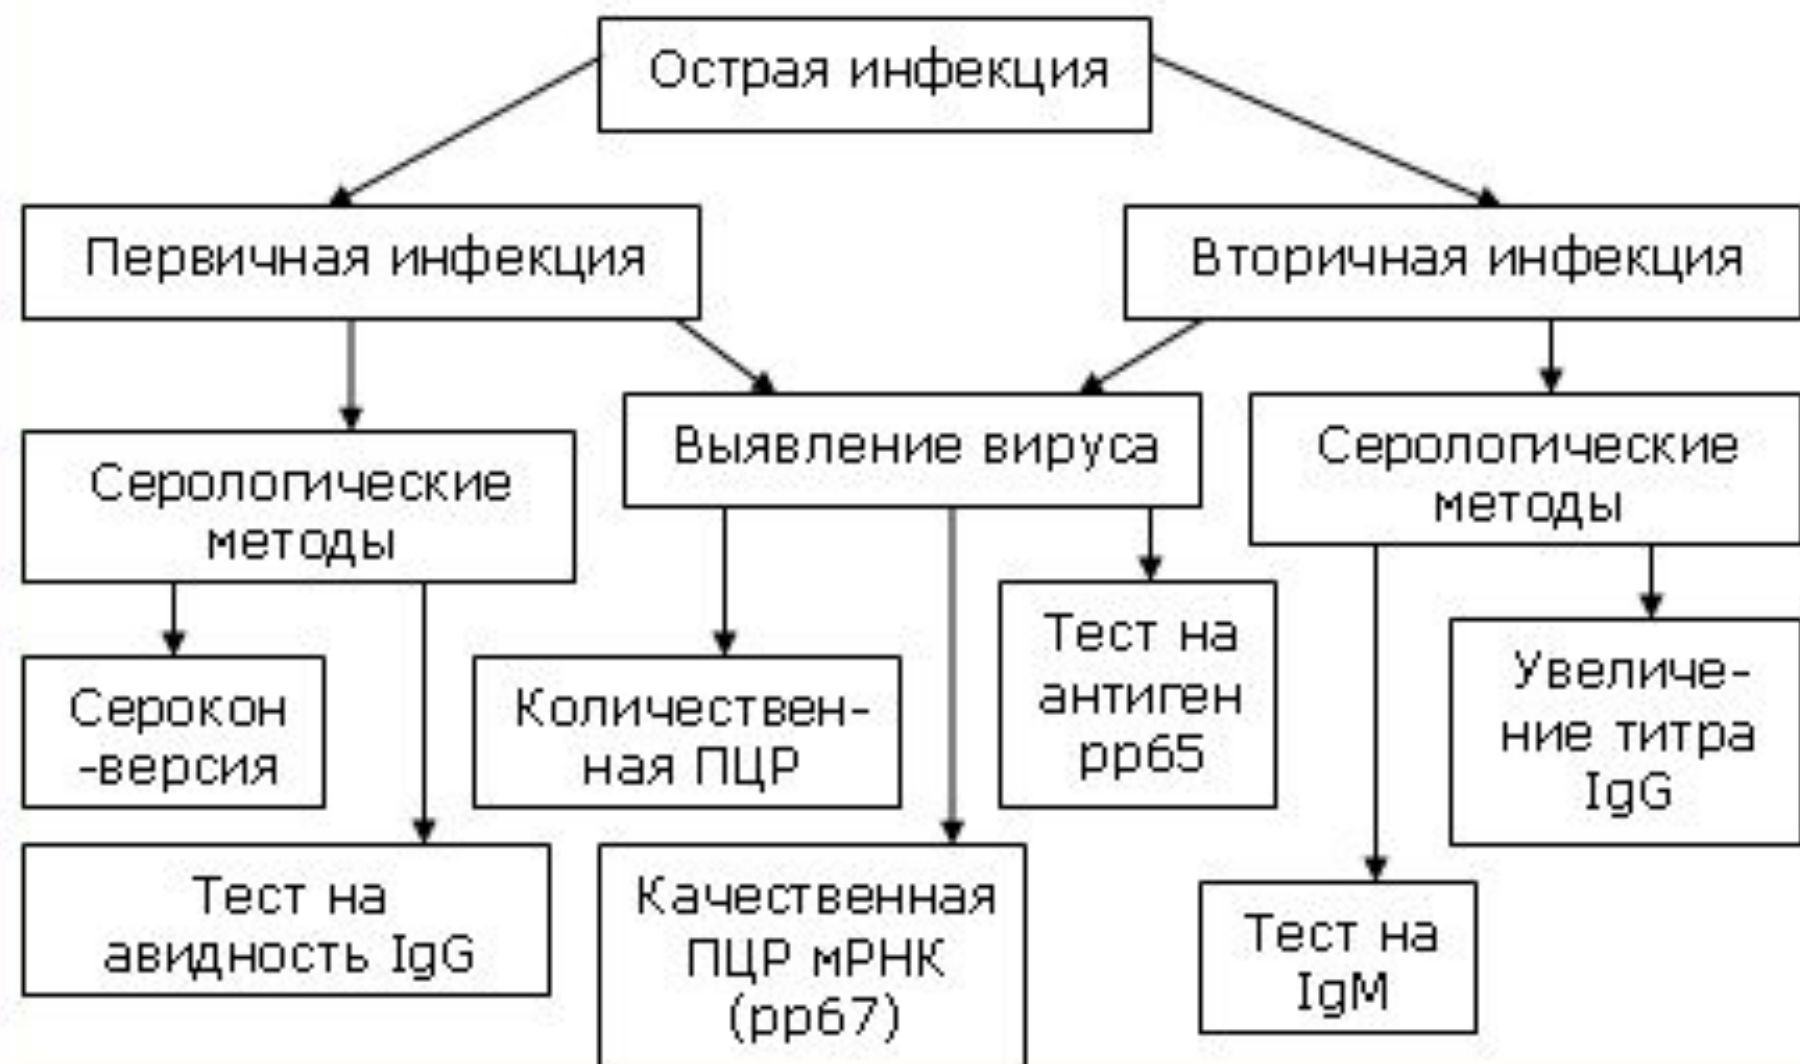 Острая инфекция
Первичная инфекция
Вторичная инфекция
Серологические
методы
Выявление вируса
Серологические
методы
Серокон
-версия
Количествен-
ная ПЦР
Тест на
антиген
pp65
Увеличе-
ние титра
IgG
Тест на
авидность IgG
Качественная
ПЦР мРНК
(pp67)
Тест на
IgM